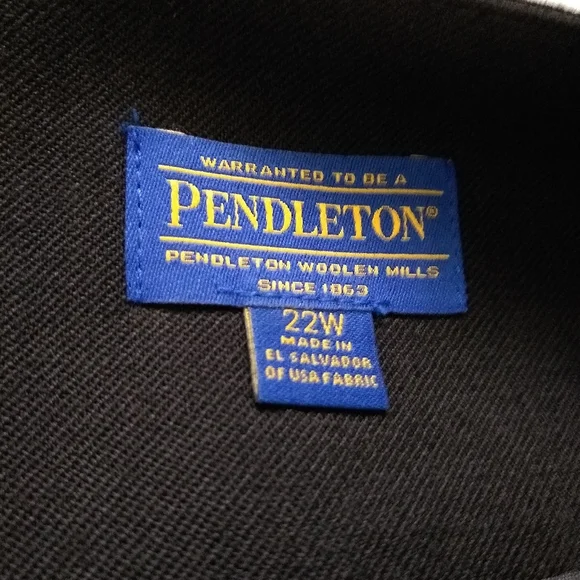 WARRANTED TO BE A
PENDLETON®
PENDLETON WOOLEN MILLS
SINCE 1863
22W
MADE IN
EL SALVADOR
OF USA FABRIC